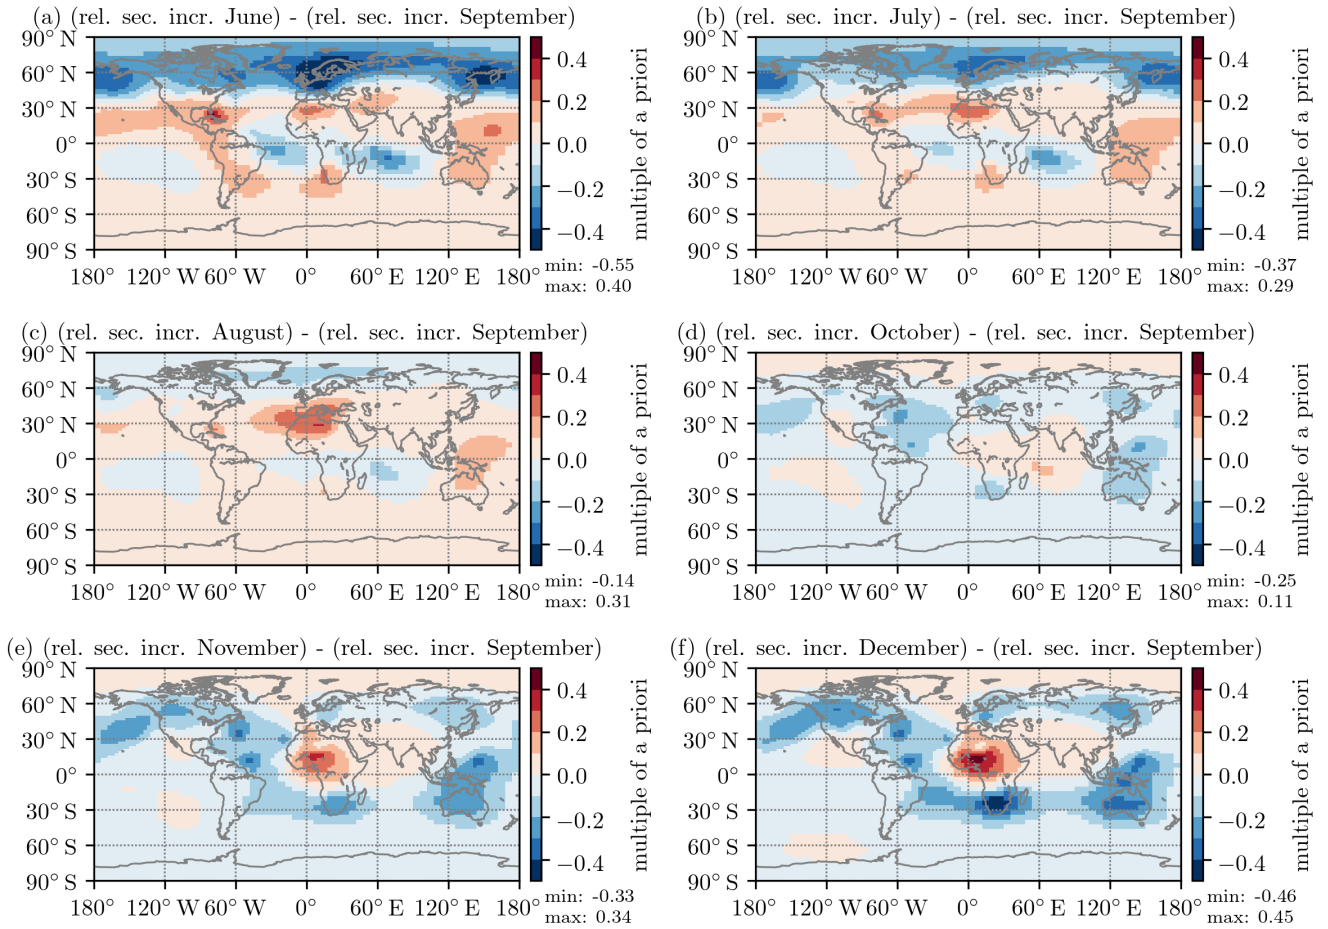 (a) (rel. sec. incr. June) - (rel. sec. incr. September)
90° N
60° N
30° N
0°
30° S
60° S
90° S
180° 120° W 60° W 0° 60° E 120° E 180°
0.4
0.2
0.0
−0.2
−0.4
multiple of a priori
min: -0.55
max: 0.40
(b) (rel. sec. incr. July) - (rel. sec. incr. September)
90° N
60° N
30° N
0°
30° S
60° S
90° S
180° 120° W 60° W 0° 60° E 120° E 180°
0.4
0.2
0.0
−0.2
−0.4
multiple of a priori
min: -0.37
max: 0.29
(c) (rel. sec. incr. August) - (rel. sec. incr. September)
90° N
60° N
30° N
0°
30° S
60° S
90° S
180° 120° W 60° W 0° 60° E 120° E 180°
0.4
0.2
0.0
−0.2
−0.4
multiple of a priori
min: -0.14
max: 0.31
(d) (rel. sec. incr. October) - (rel. sec. incr. September)
90° N
60° N
30° N
0°
30° S
60° S
90° S
180° 120° W 60° W 0° 60° E 120° E 180°
0.4
0.2
0.0
−0.2
−0.4
multiple of a priori
min: -0.25
max: 0.11
(e) (rel. sec. incr. November) - (rel. sec. incr. September)
90° N
60° N
30° N
0°
30° S
60° S
90° S
180° 120° W 60° W 0° 60° E 120° E 180°
0.4
0.2
0.0
−0.2
−0.4
multiple of a priori
min: -0.33
max: 0.34
(f) (rel. sec. incr. December) - (rel. sec. incr. September)
90° N
60° N
30° N
0°
30° S
60° S
90° S
180° 120° W 60° W 0° 60° E 120° E 180°
0.4
0.2
0.0
−0.2
−0.4
multiple of a priori
min: -0.46
max: 0.45